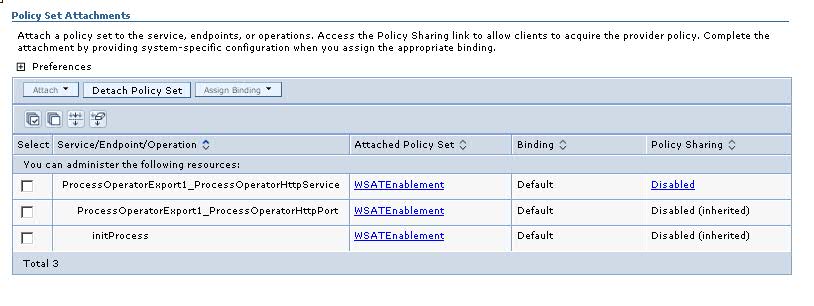 Policy Set Attachments
Attach a policy set to the service, endpoints, or operations. Access the Policy Sharing link to allow clients to acquire the provider policy. Complete the
attachment by providing system-specific configuration when you assign the appropriate binding.
Preferences
Attach Detach Policy Set Assign Binding
Select Service/Endpoint/Operation Attached Policy Set Binding Policy Sharing
You can administer the following resources:
ProcessOperatorExport1_ProcessOperatorHttpService WSATEnablement Default Disabled
ProcessOperatorExport1_ProcessOperatorHttpPort WSATEnablement Default Disabled (inherited)
initProcess WSATEnablement Default Disabled (inherited)
Total 3